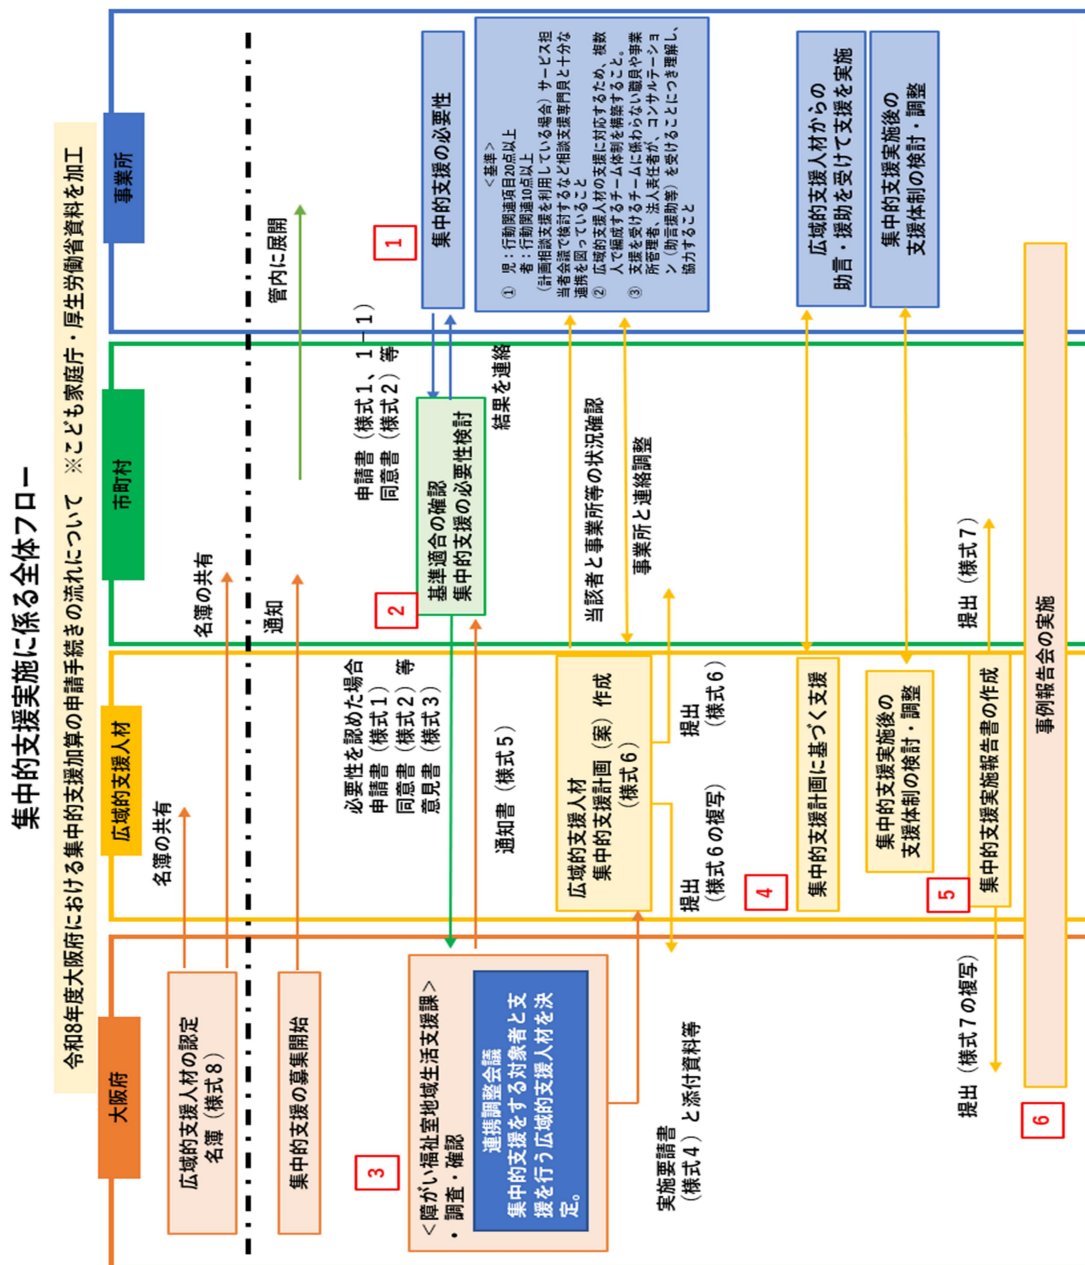 集中的支援実施に係る全体フロー
令和8年度大阪府における集中的支援加算の申請手続きの流れについて　※こども家庭庁・厚生労働省資料を加工
大阪府
広域的支援人材
市町村
事業所
広域的支援人材の認定
名簿（様式8）
名簿の共有
名簿の共有
集中的支援の募集開始
通知
管内に展開
1
集中的支援の必要性
＜基準＞
① 児：行動関連項目20点以上
者：行動関連10点以上
（計画相談支援を利用している場合）サービス担
当者会議で検討するなど相談支援専門員と十分な
連携を図っていること
② 広域的支援人材の支援に対応するため、複数
人で編成するチーム体制を構築すること。
③ 支援を受けるチームに係わらない職員や事業
所管理者、法人責任者が、コンサルテーショ
ン（助言援助等）を受けることにつき理解し、
協力すること
申請書（様式1、1－1）
同意書（様式2）等
結果を連絡
2
基準適合の確認
集中的支援の必要性検討
必要性を認めた場合
申請書（様式1）
同意書（様式2）等
意見書（様式3）
通知書（様式5）
3
＜障がい福祉室地域生活支援課＞
・調査・確認
連携調整会議
集中的支援をする対象者と支
援を行う広域的支援人材を決
定。
実施要請書
（様式4）と添付資料等
広域的支援人材
集中的支援計画（案）作成
（様式6）
当該者と事業所等の状況確認
事業所と連絡調整
提出
（様式6の複写）
提出
（様式6）
4
集中的支援計画に基づく支援
広域的支援人材からの
助言・援助を受けて支援を実施
集中的支援実施後の
支援体制の検討・調整
集中的支援実施後の
支援体制の検討・調整
5
集中的支援実施報告書の作成
提出（様式7の複写）
提出（様式7）
6
事例報告会の実施